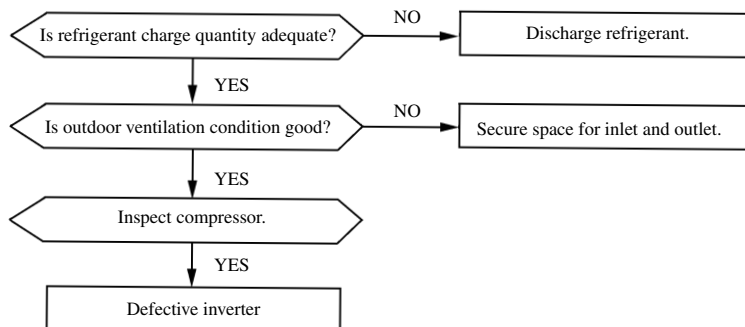 Is refrigerant charge quantity adequate?
NO
Discharge refrigerant.
YES
Is outdoor ventilation condition good?
NO
Secure space for inlet and outlet.
YES
Inspect compressor.
YES
Defective inverter